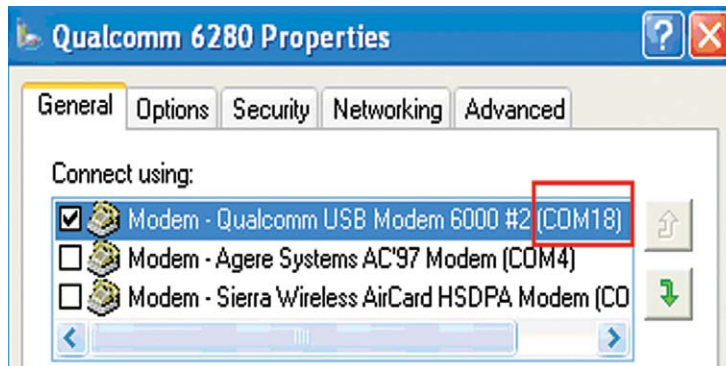 Qualcomm 6280 Properties
General Options Security Networking Advanced
Connect using:
Modem - Qualcomm USB Modem 6000 #2 (COM18)
Modem - Agere Systems AC'97 Modem (COM4)
Modem - Sierra Wireless AirCard HSDPA Modem (CO